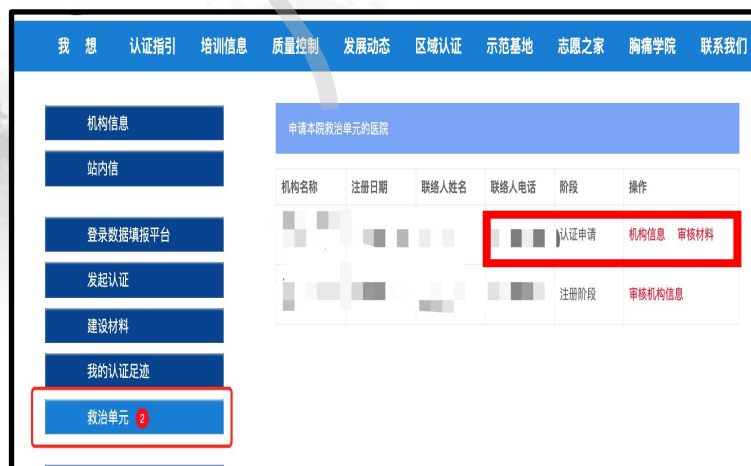 我 想 认证指引 培训信息 质量控制 发展动态 区域认证 示范基地 志愿之家 胸痛学院 联系我们
机构信息
站内信
登录数据填报平台
发起认证
建设材料
我的认证足迹
救治单元 2
申请本院救治单元的医院
机构名称 注册日期 联络人姓名 联络人电话 阶段 操作
认证申请 机构信息 审核材料
注册阶段 审核机构信息